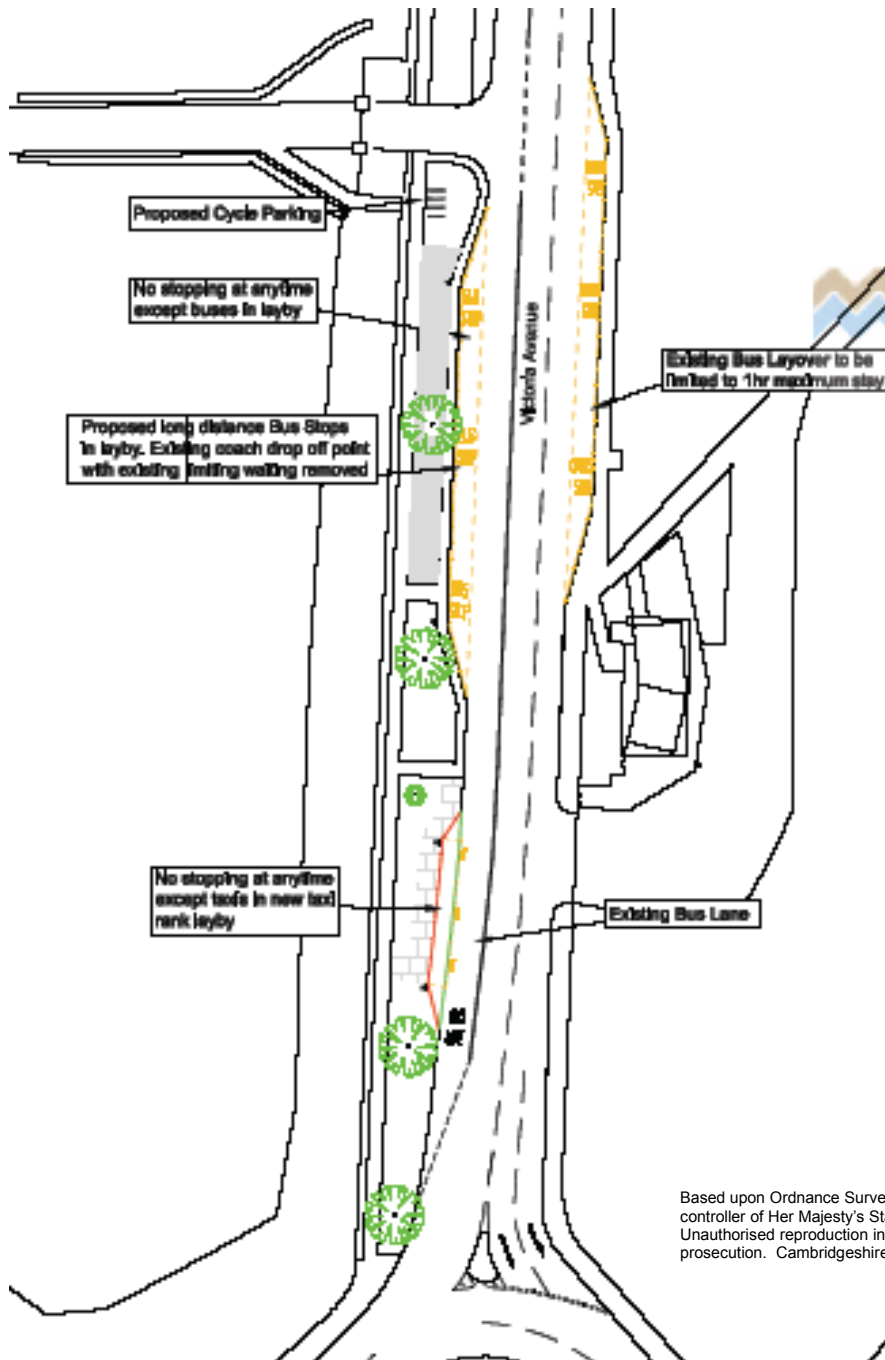 Proposed Cycle Parking
No stopping at anytime
except buses in layby
Victoria Avenue
Existing Bus Layover to be
limited to 1hr maximum stay
Proposed long distance Bus Stops
in layby. Existing coach drop off point
with existing limiting waiting removed
No stopping at anytime
except taxis in new taxi
rank layby
Existing Bus Lane
Based upon Ordnance Surve
controller of Her Majesty's Sta
Unauthorised reproduction in
prosecution. Cambridgeshire